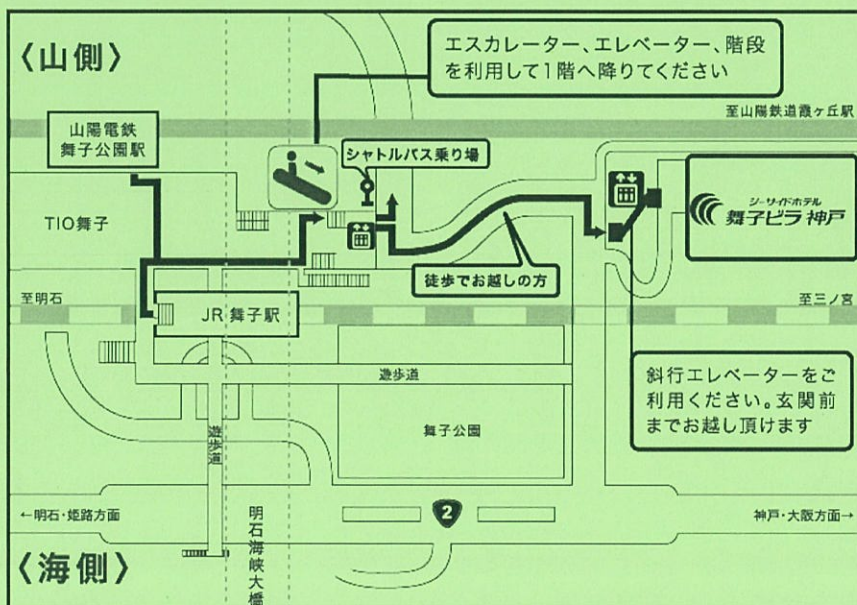 〈山側〉
エスカレーター、エレベーター、階段
を利用して1階へ降りてください
至山陽鉄道霞ヶ丘駅
山陽電鉄
舞子公園駅
シャトルバス乗り場
シーサイドホテル
舞子ビラ 神戸
TIO舞子
徒歩でお越しの方
至明石
至三ノ宮
JR 舞子駅
斜行エレベーターをご
利用ください。玄関前
までお越し頂けます
遊歩道
舞子公園
遊歩道
←明石・姫路方面
2
神戸・大阪方面→
明石海峡大橋
〈海側〉